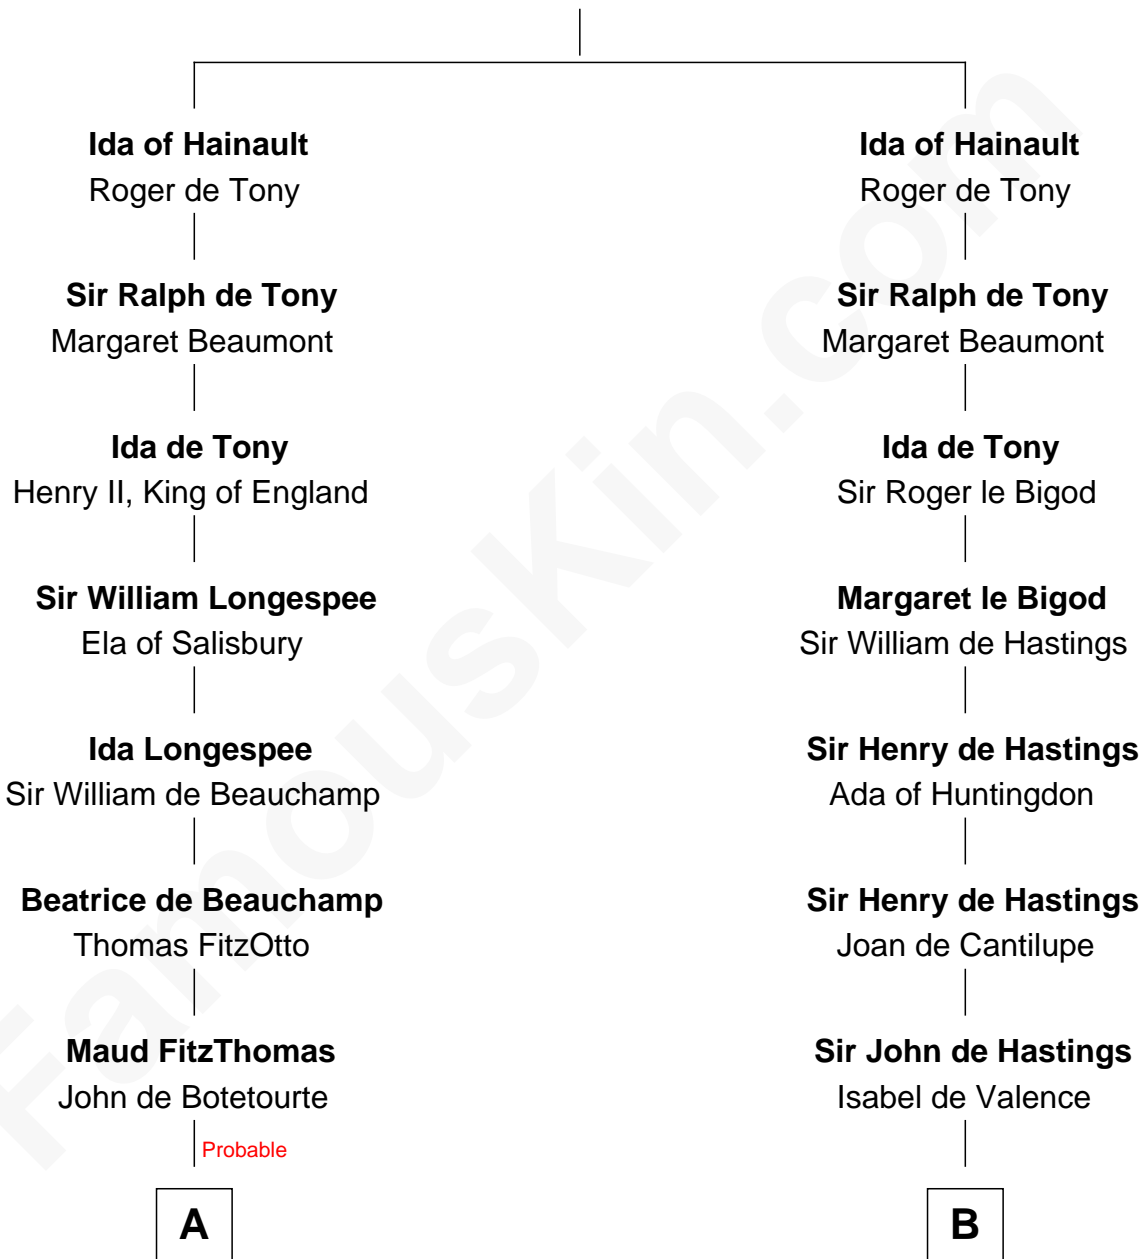 Ida of Hainault
Roger de Tony
Ida of Hainault
Roger de Tony
Sir Ralph de Tony
Margaret Beaumont
Sir Ralph de Tony
Margaret Beaumont
Ida de Tony
Henry II, King of England
Ida de Tony
Sir Roger le Bigod
Sir William Longespee
Ela of Salisbury
Margaret le Bigod
Sir William de Hastings
Ida Longespee
Sir William de Beauchamp
Sir Henry de Hastings
Ada of Huntingdon
Beatrice de Beauchamp
Thomas FitzOtto
Sir Henry de Hastings
Joan de Cantilupe
Maud FitzThomas
John de Botetourte
Sir John de Hastings
Isabel de Valence
Probable
A
B
FamousKin.com